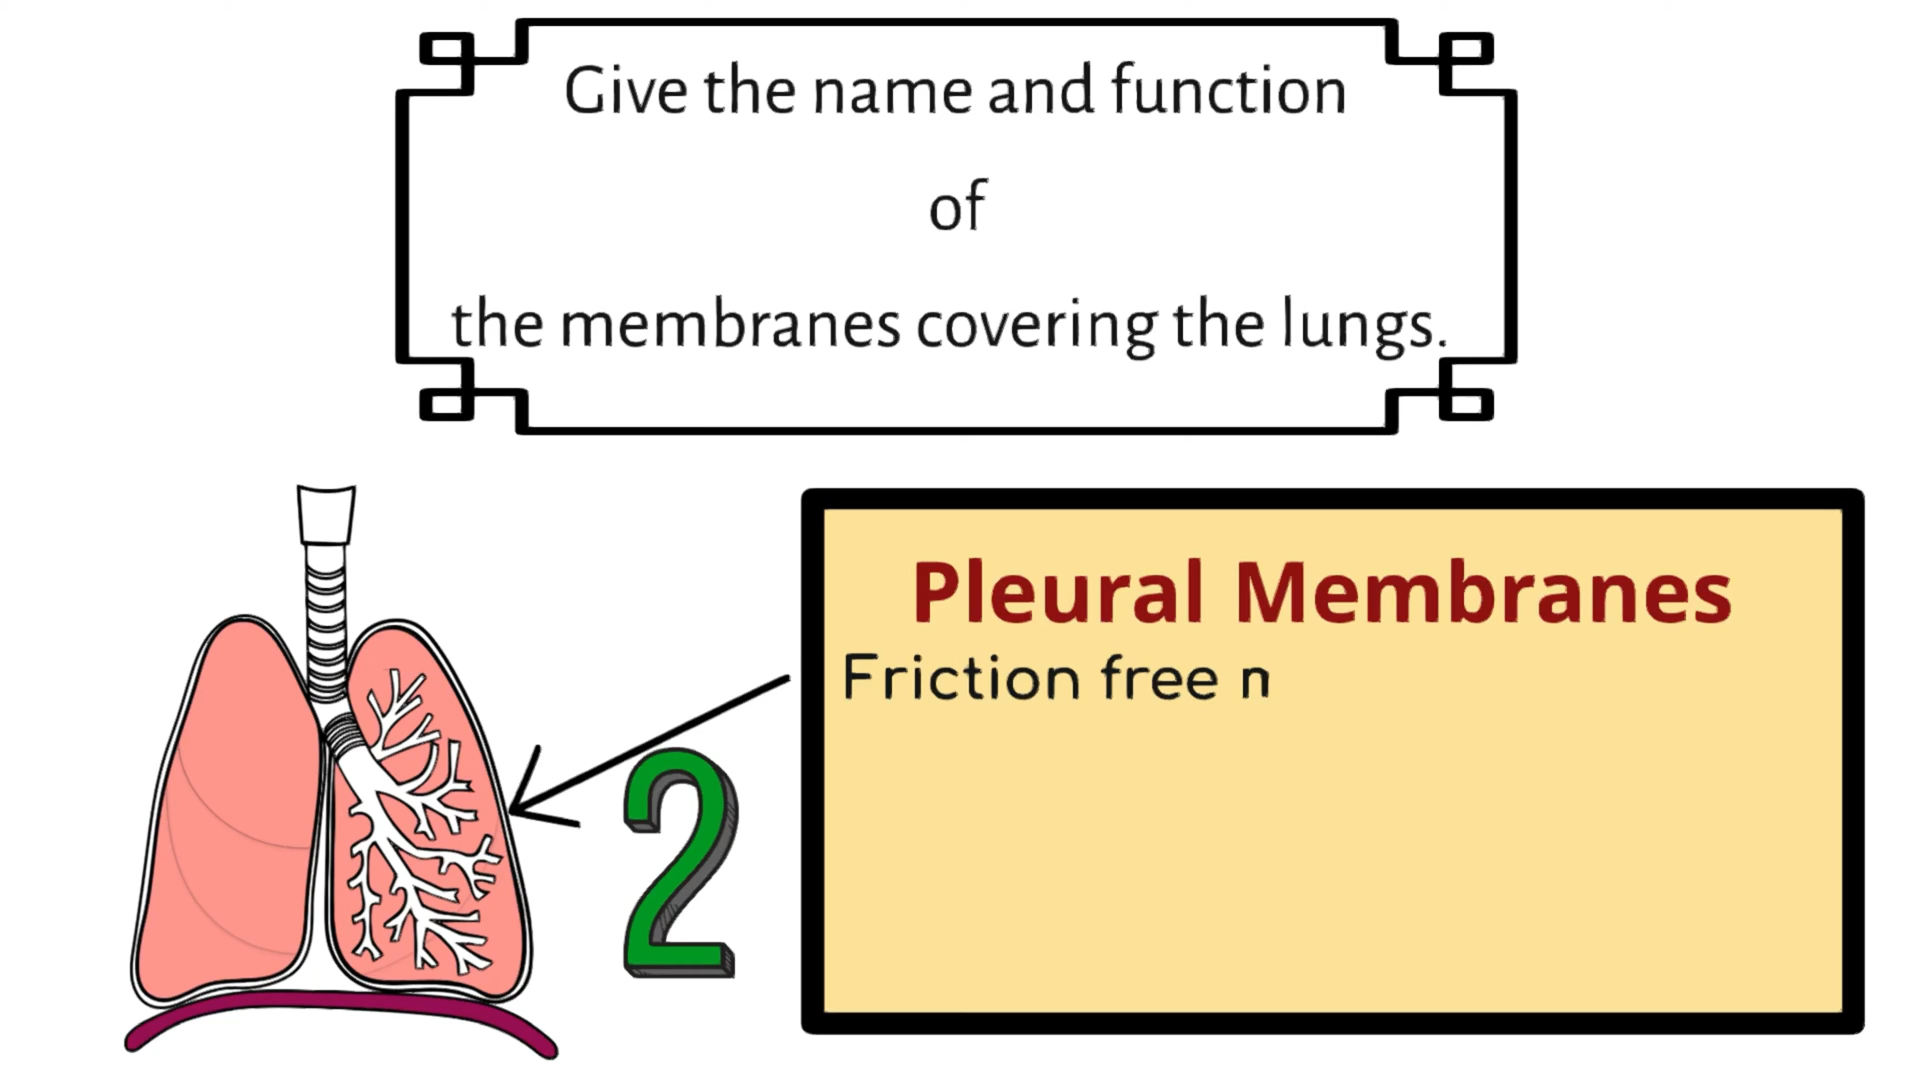 Give the name and function
of
the membranes covering the lungs.
Pleural Membranes
Friction free n
2